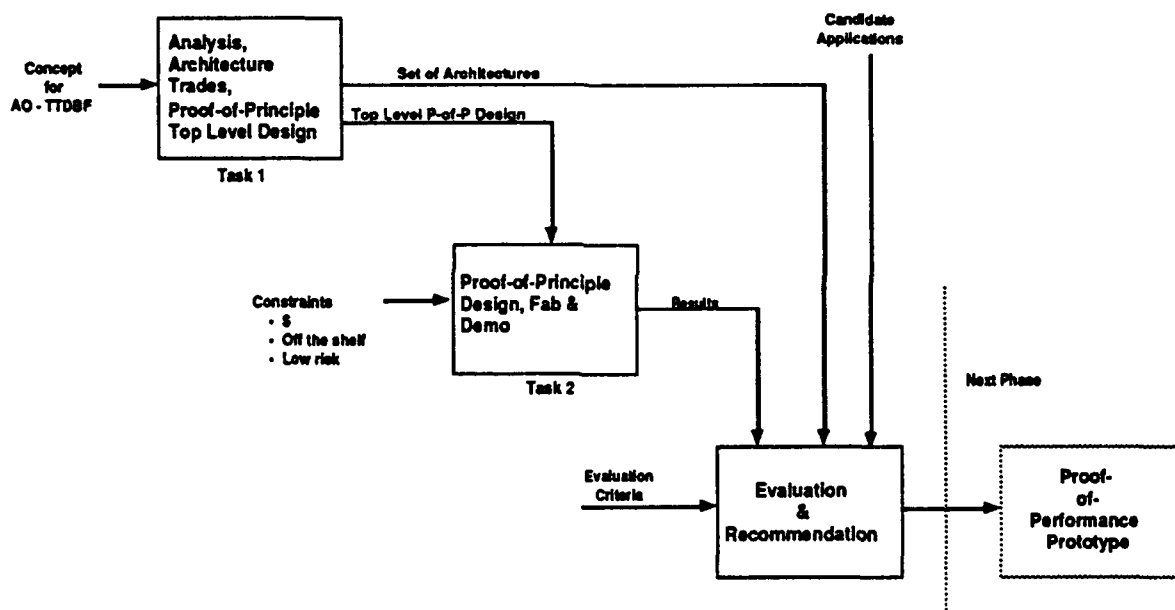 Candidate
Applications
Analysis,
Architecture
Trades,
Proof-of-Principle
Top Level Design
Concept
for
AO - TTDBF
Set of Architectures
Top Level P-of-P Design
Task 1
Proof-of-Principle
Design, Fab &
Demo
Constraints
• $
• Off the shelf
• Low risk
Results
Task 2
Next Phase
Evaluation
Criteria
Evaluation
&
Recommendation
Proof-
of-
Performance
Prototype